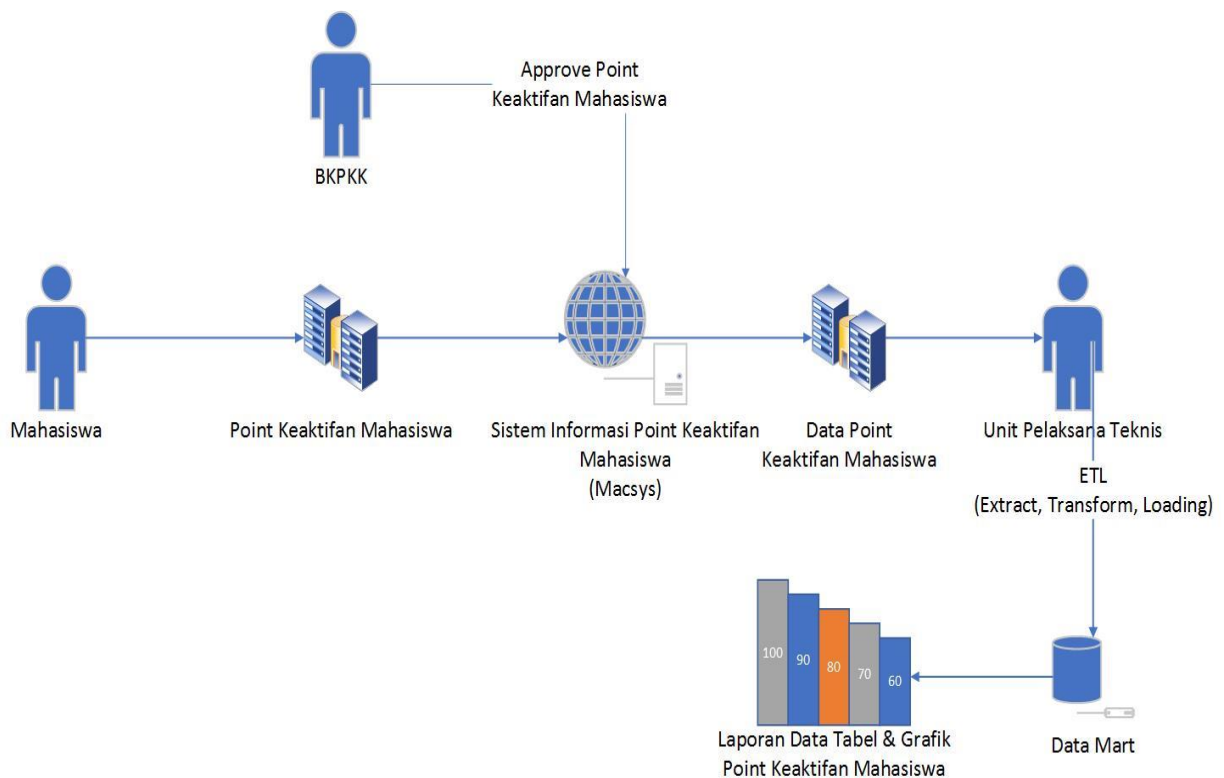 Approve Point
Keaktifan Mahasiswa
BKPKK
Mahasiswa
Point Keaktifan Mahasiswa
Sistem Informasi Point Keaktifan
Mahasiswa
(Macsys)
Data Point
Keaktifan Mahasiswa
Unit Pelaksana Teknis
ETL
(Extract, Transform, Loading)
100
90
80
70
60
Laporan Data Tabel & Grafik
Point Keaktifan Mahasiswa
Data Mart